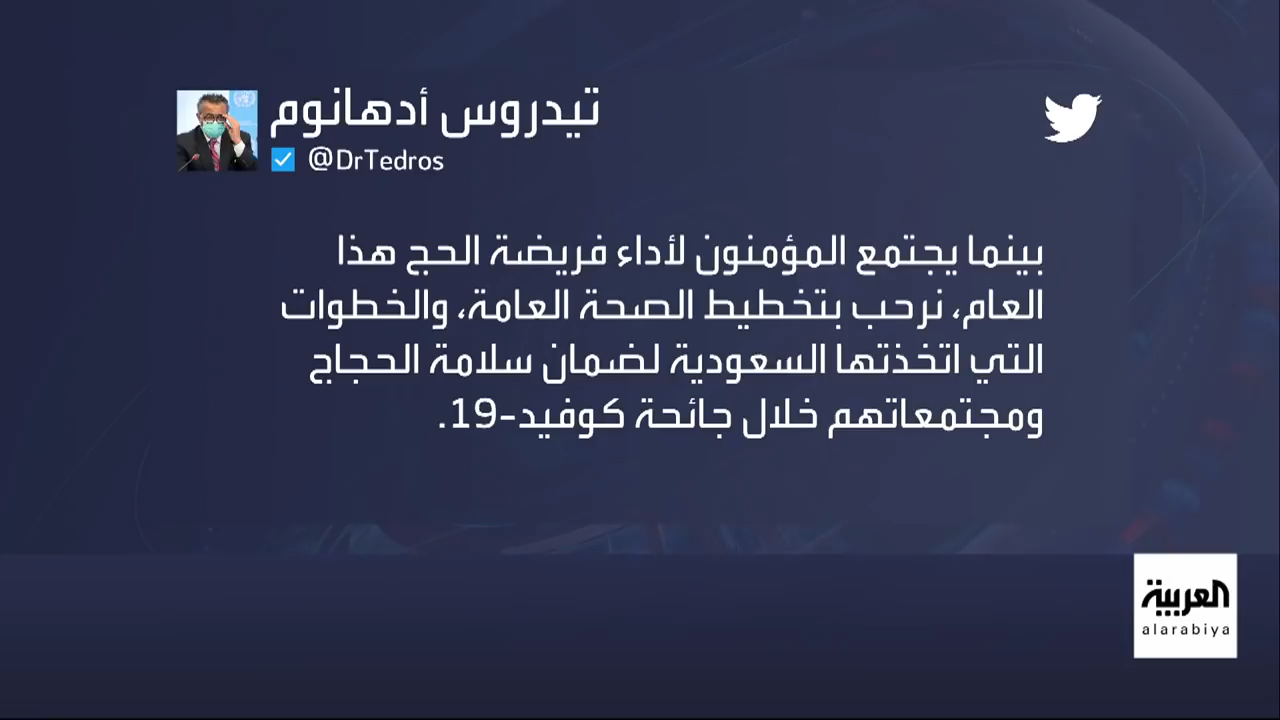 تيدروس أدهانوم
@DrTedros
بينما يجتمع المؤمنون لأداء فريضة الحج هذا
العام، نرحب بتخطيط الصحة العامة، والخطوات
التي اتخذتها السعودية لضمان سلامة الحجاج
ومجتمعاتهم خلال جائحة كوفيد-19.
العربية
alarabiya